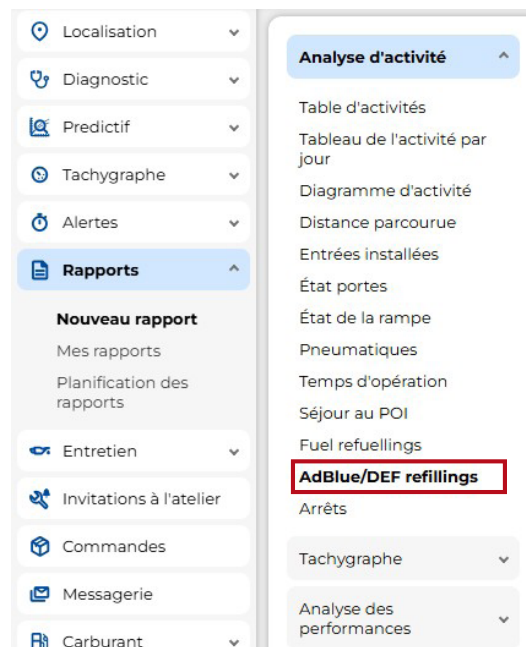 Localisation
Diagnostic
Predictif
Tachygraphe
Alertes
Rapports
Nouveau rapport
Mes rapports
Planification des
rapports
Entretien
Invitations à l'atelier
Commandes
Messagerie
Carburant
Analyse d'activité
Table d'activités
Tableau de l'activité par
jour
Diagramme d'activité
Distance parcourue
Entrées installées
État portes
État de la rampe
Pneumatiques
Temps d'opération
Séjour au POI
Fuel refuellings
AdBlue/DEF refillings
Arrêts
Tachygraphe
Analyse des
performances